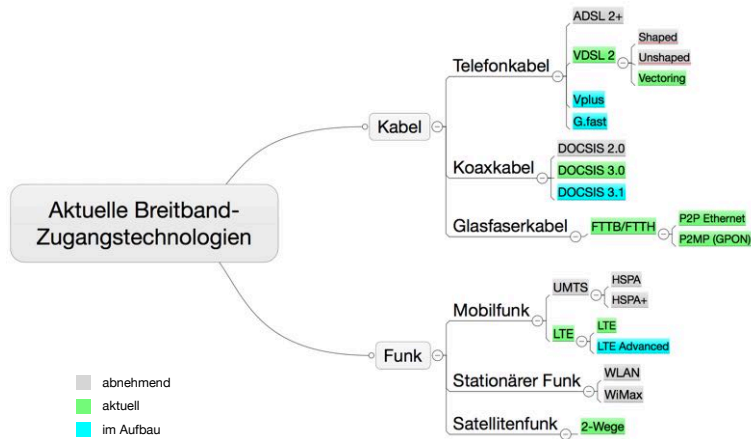 Aktuelle Breitband-
Zugangstechnologien
Kabel
Telefonkabel
ADSL 2+
VDSL 2
Shaped
Unshaped
Vectoring
Vplus
G.fast
Koaxkabel
DOCSIS 2.0
DOCSIS 3.0
DOCSIS 3.1
Glasfaserkabel
FTTB/FTTH
P2P Ethernet
P2MP (GPON)
Funk
Mobilfunk
UMTS
HSPA
HSPA+
LTE
LTE
LTE Advanced
Stationärer Funk
WLAN
WiMax
Satellitenfunk
2-Wege
abnehmend
aktuell
im Aufbau